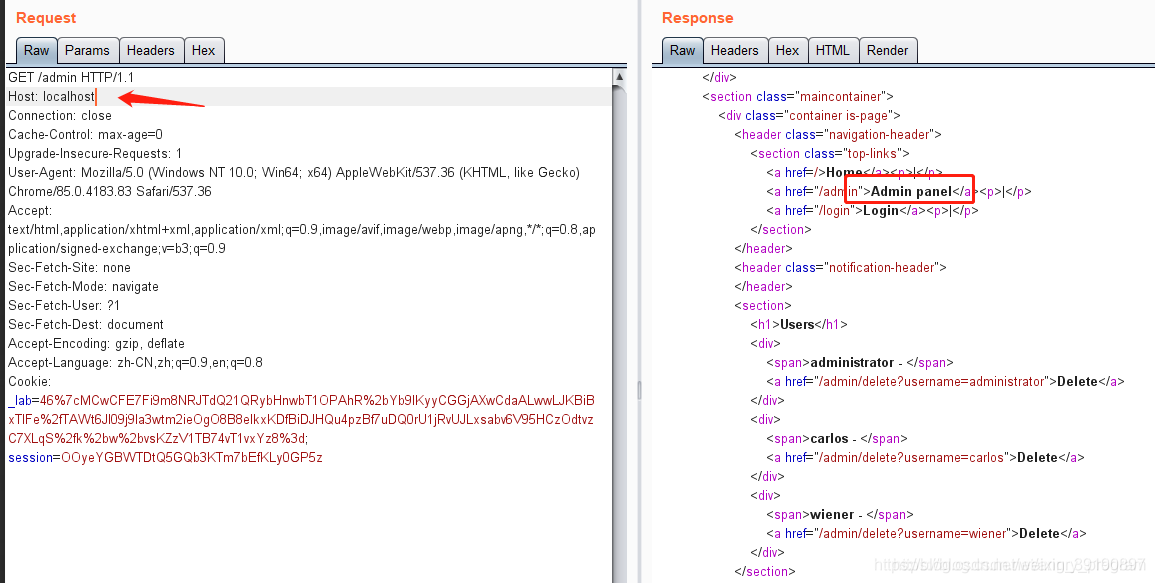 Request
Raw Params Headers Hex
GET /admin HTTP/1.1
Host: localhost
Connection: close
Cache-Control: max-age=0
Upgrade-Insecure-Requests: 1
User-Agent: Mozilla/5.0 (Windows NT 10.0; Win64; x64) AppleWebKit/537.36 (KHTML, like Gecko)
Chrome/85.0.4183.83 Safari/537.36
Accept:
text/html,application/xhtml+xml,application/xml;q=0.9,image/avif,image/webp,image/apng,*/*;q=0.8,ap
plication/signed-exchange;v=b3;q=0.9
Sec-Fetch-Site: none
Sec-Fetch-Mode: navigate
Sec-Fetch-User: ?1
Sec-Fetch-Dest: document
Accept-Encoding: gzip, deflate
Accept-Language: zh-CN,zh;q=0.9,en;q=0.8
Cookie:
_lab=46%7cMCwCFE7Fi9m8NRJTdQ21QRybHnwbT1OPAhR%2bYb9IKyyCGGjAXwCdaALwwLJKBiB
xTIFe%2fTAWt6JI09j9la3wtm2ieOgO8B8elkxKDfBiDJHQu4pzBf7uDQ0rU1jRvUJLxsabv6V95HCzOdtvz
C7XLqS%2fk%2bw%2bvsKZzV1TB74vT1vxYz8%3d;
session=OOyeYGBWTDtQ5GQb3KTm7bEfKLy0GP5z
Response
Raw Headers Hex HTML Render
</div>
<section class="maincontainer">
<div class="container is-page">
<header class="navigation-header">
<section class="top-links">
<a href=/>Home</a><p>|</p>
<a href="/admin">Admin panel</a><p>|</p>
<a href="/login">Login</a><p>|</p>
</section>
</header>
<header class="notification-header">
</header>
<section>
<h1>Users</h1>
<div>
<span>administrator - </span>
<a href="/admin/delete?username=administrator">Delete</a>
</div>
<div>
<span>carlos - </span>
<a href="/admin/delete?username=carlos">Delete</a>
</div>
<div>
<span>wiener - </span>
<a href="/admin/delete?username=wiener">Delete</a>
</div>
</section>